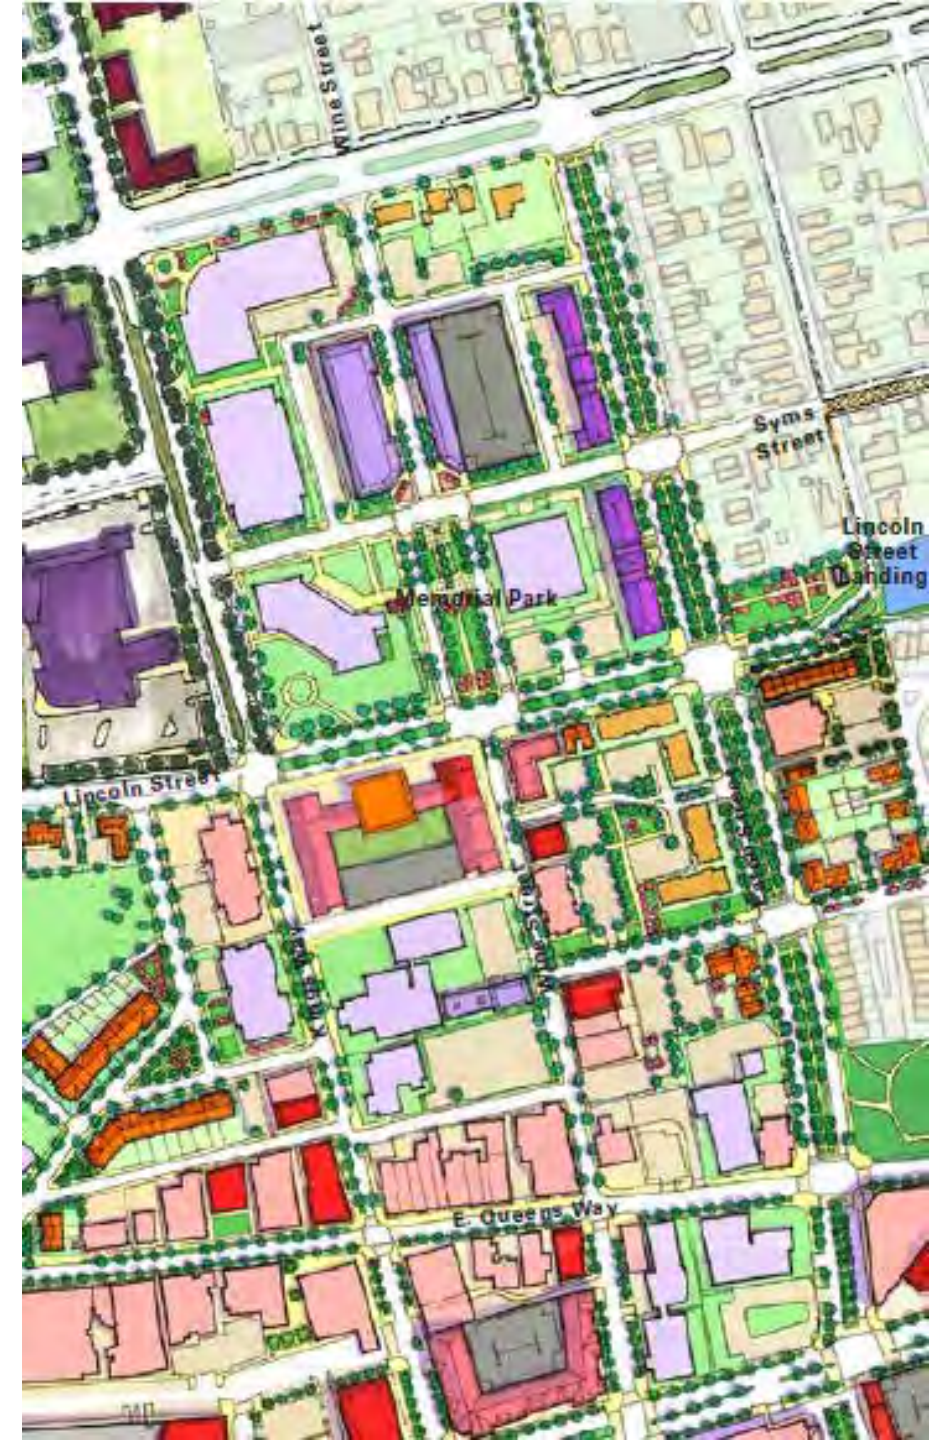 Wine Street
Syms
Street
Lincoln
Street
Landing
Memorial Park
Lincoln Street
E. Queens Way